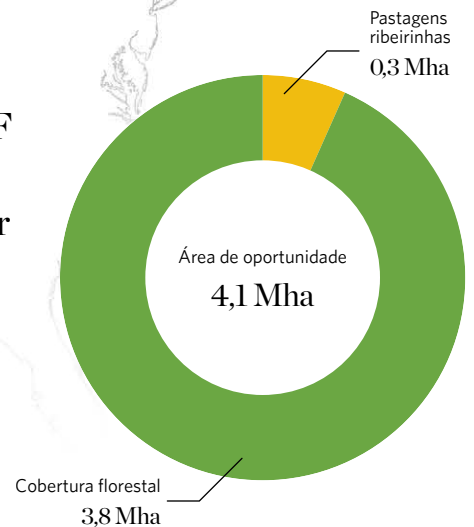 Pastagens
ribeirinhas
0,3 Mha
F
r
Área de oportunidade
4,1 Mha
Cobertura florestal
3,8 Mha